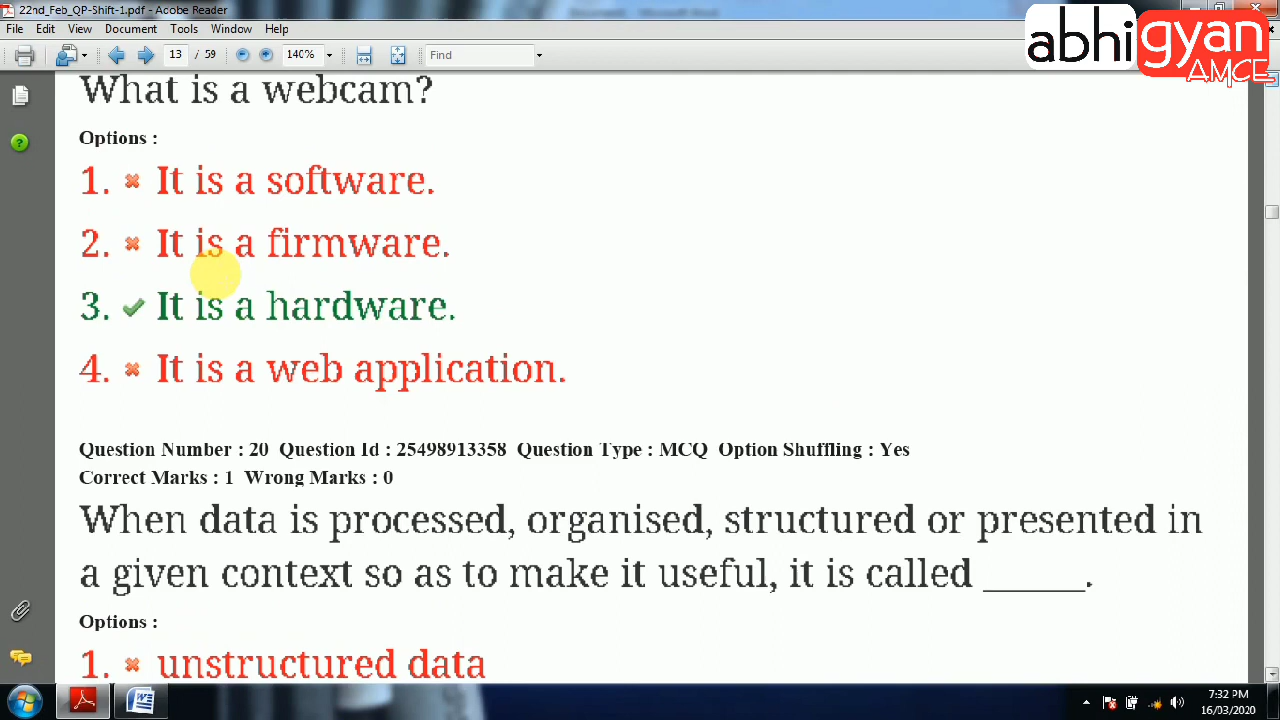 22nd_Feb_QP-Shift-1.pdf - Adobe Reader
File Edit View Document Tools Window Help
13 / 59 140% Find
abhigyan
AMCE
What is a webcam?
Options :
1. It is a software.
2. It is a firmware.
3. It is a hardware.
4. It is a web application.
Question Number : 20 Question Id : 25498913358 Question Type : MCQ Option Shuffling : Yes
Correct Marks : 1 Wrong Marks : 0
When data is processed, organised, structured or presented in
a given context so as to make it useful, it is called ______.
Options :
1. unstructured data
7:32 PM
16/03/2020